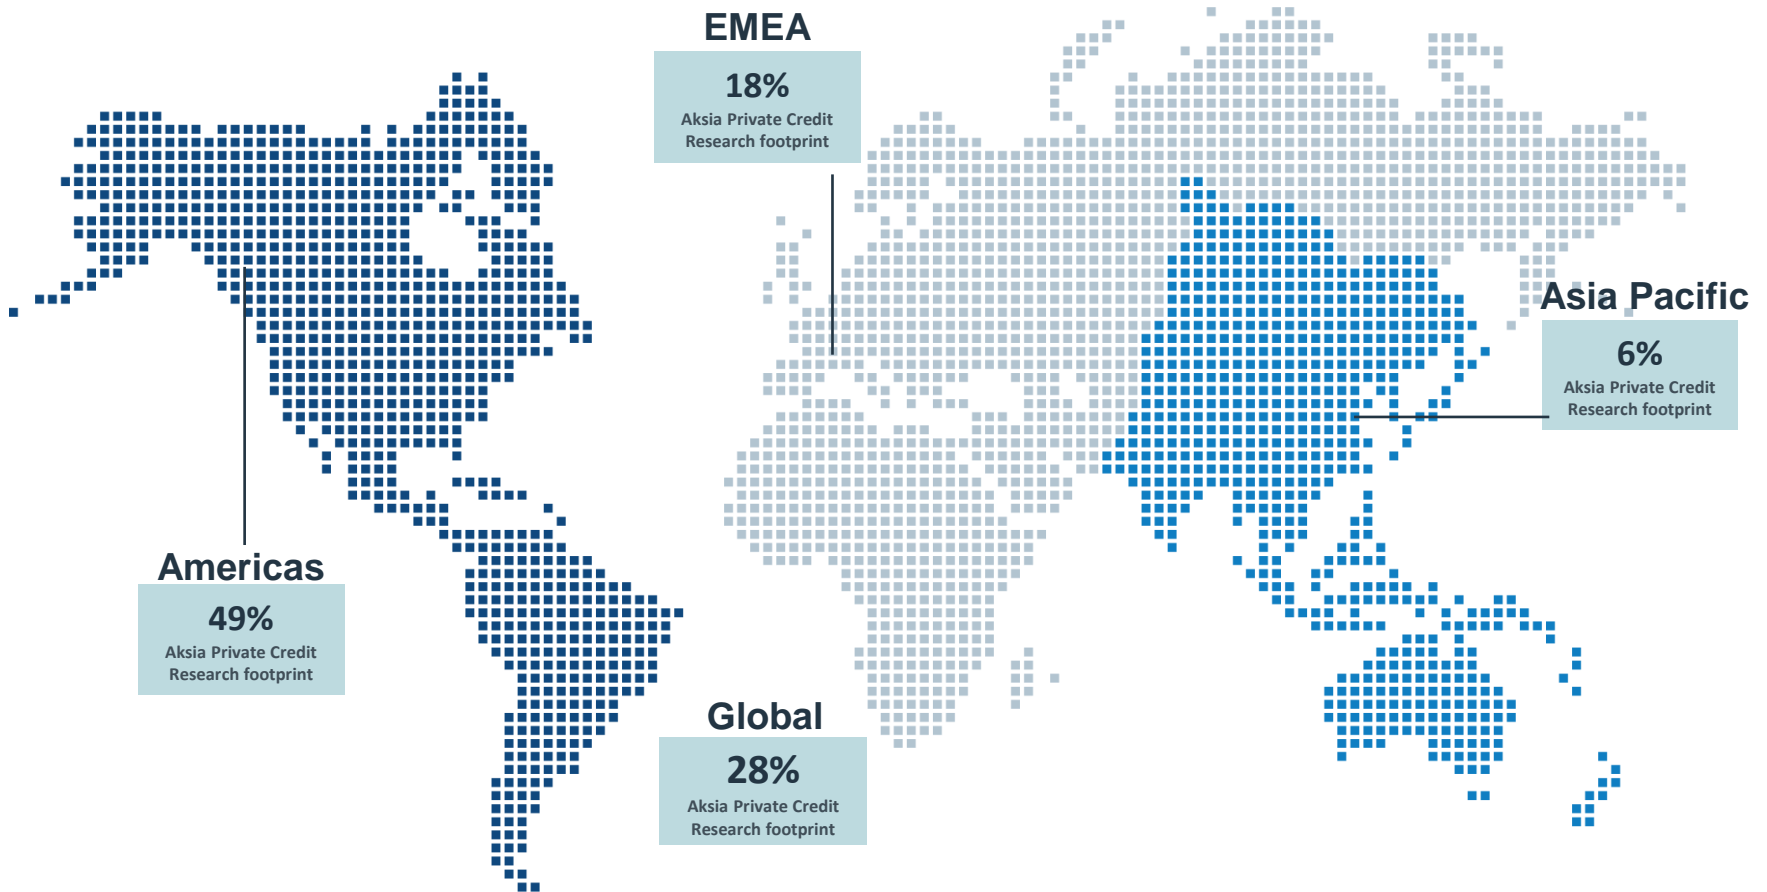 EMEA
18%
Aksia Private Credit
Research footprint
Asia Pacific
6%
Aksia Private Credit
Research footprint
Americas
49%
Aksia Private Credit
Research footprint
Global
28%
Aksia Private Credit
Research footprint